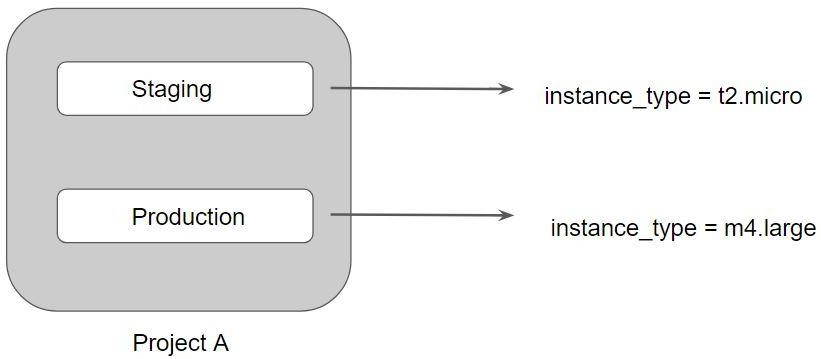 Staging
instance_type = t2.micro
Production
instance_type = m4.large
Project A